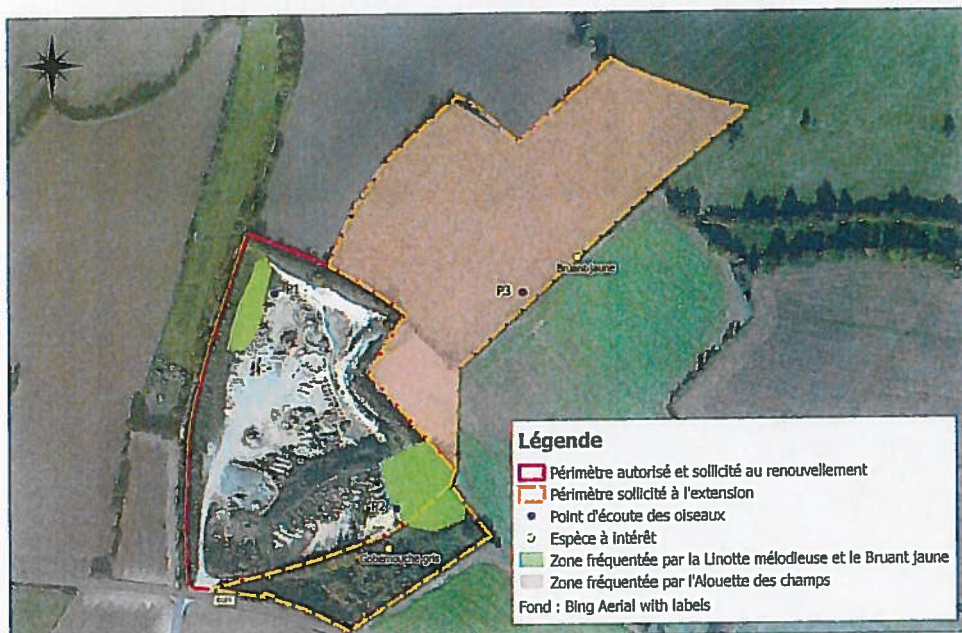 P1
Bruant jaune
P3
P2
Gobemouche gris
Légende
Périmètre autorisé et sollicité au renouvellement
Périmètre sollicité à l'extension
Point d'écoute des oiseaux
Espèce à intérêt
Zone fréquentée par la Linotte mélodieuse et le Bruant jaune
Zone fréquentée par l'Alouette des champs
Fond : Bing Aerial with labels